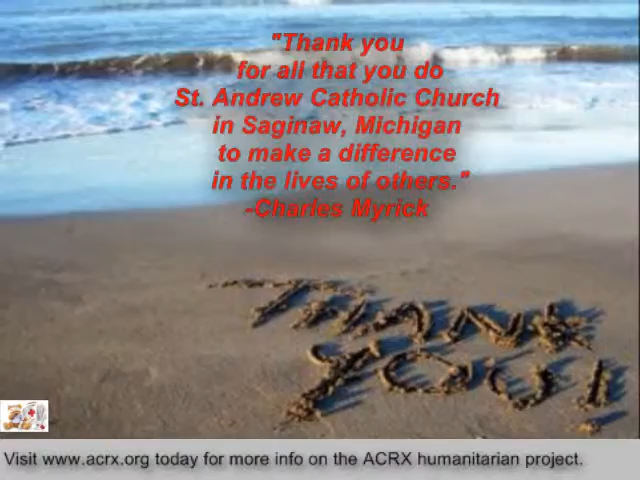 "Thank you
for all that you do
St. Andrew Catholic Church
in Saginaw, Michigan
to make a difference
in the lives of others."
-Charles Myrick
THANK
YOU!
Visit www.acrx.org today for more info on the ACRX humanitarian project.